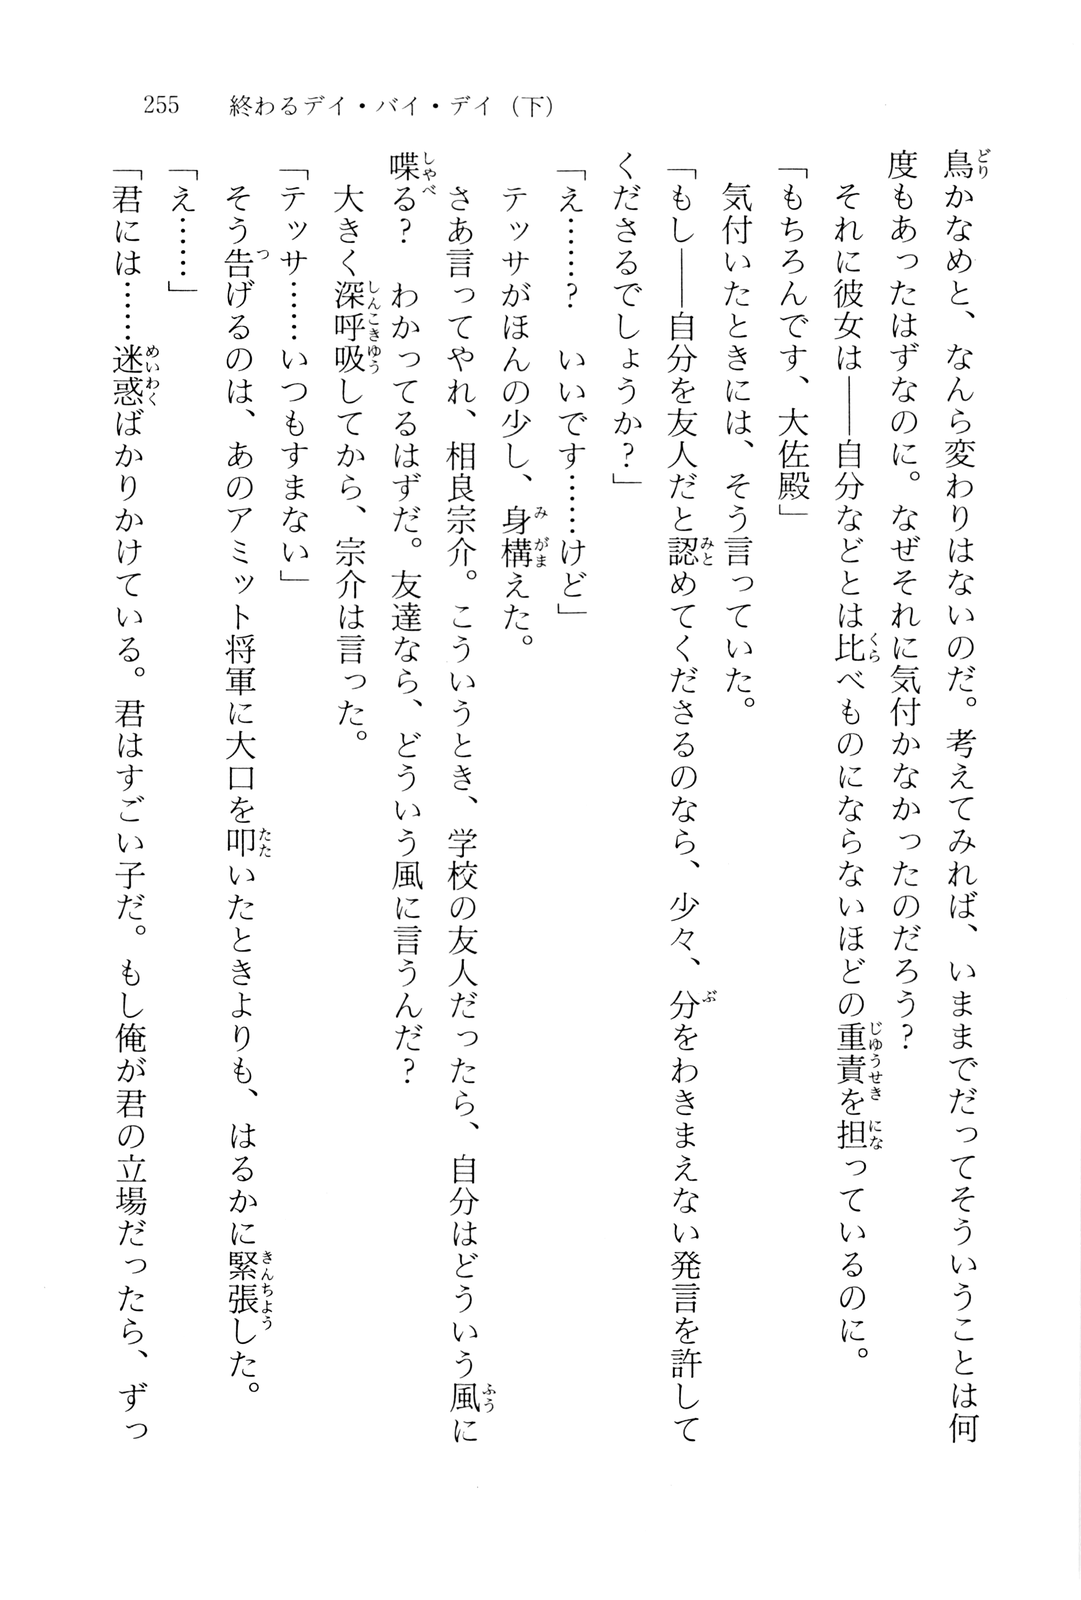 255　終わるデイ・バイ・デイ（下）
鳥かなめと、なんら変わりはないのだ。考えてみれば、いままでだってそういうことは何
度もあったはずなのに。なぜそれに気付かなかったのだろう？
それに彼女は――自分などとは比べものにならないほどの重責を担っているのに。
「もちろんです、大佐殿」
気付いたときには、そう言っていた。
「もし――自分を友人だと認めてくださるのなら、少々、分をわきまえない発言を許して
くださるでしょうか？」
「え……？　いいです……けど」
テッサがほんの少し、身構えた。
さあ言ってやれ、相良宗介。こういうとき、学校の友人だったら、自分はどういう風に
喋る？　わかってるはずだ。友達なら、どういう風に言うんだ？
大きく深呼吸してから、宗介は言った。
「テッサ……いつもすまない」
そう告げるのは、あのアミット将軍に大口を叩いたときよりも、はるかに緊張した。
「え……」
「君には……迷惑ばかりかけている。君はすごい子だ。もし俺が君の立場だったら、ずっ